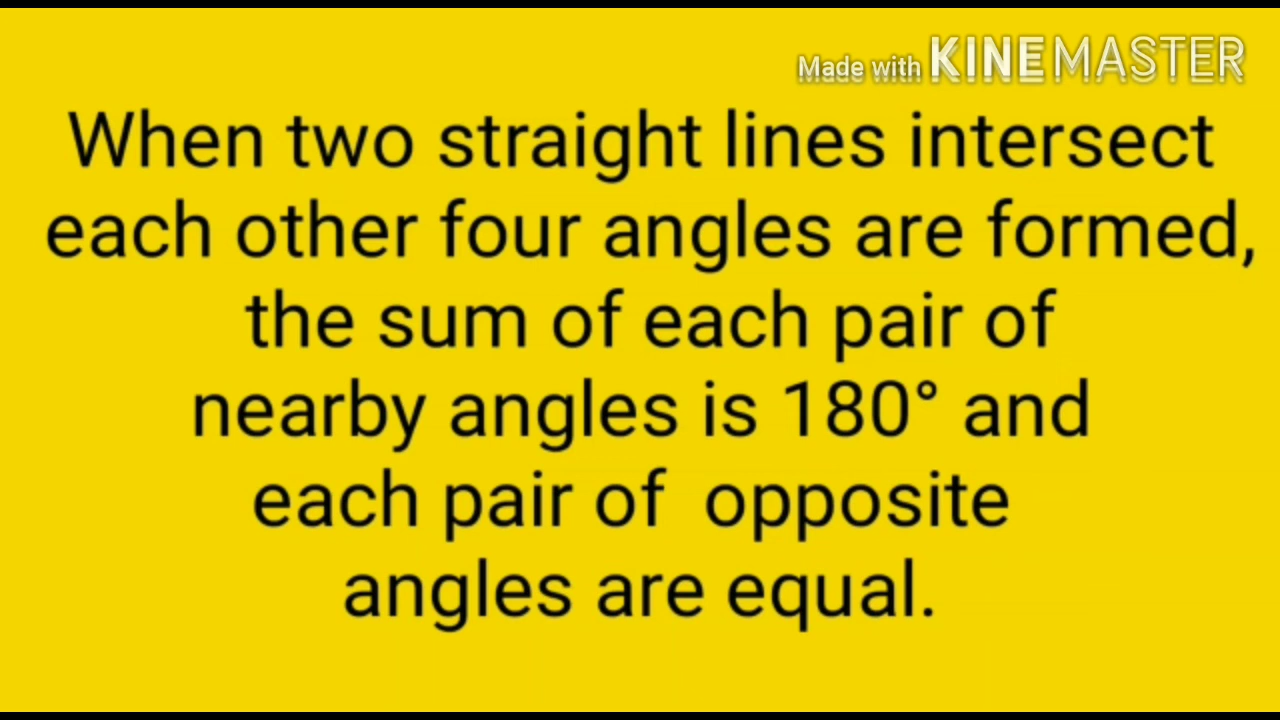 Made with KINEMASTER
When two straight lines intersect
each other four angles are formed,
the sum of each pair of
nearby angles is 180° and
each pair of opposite
angles are equal.